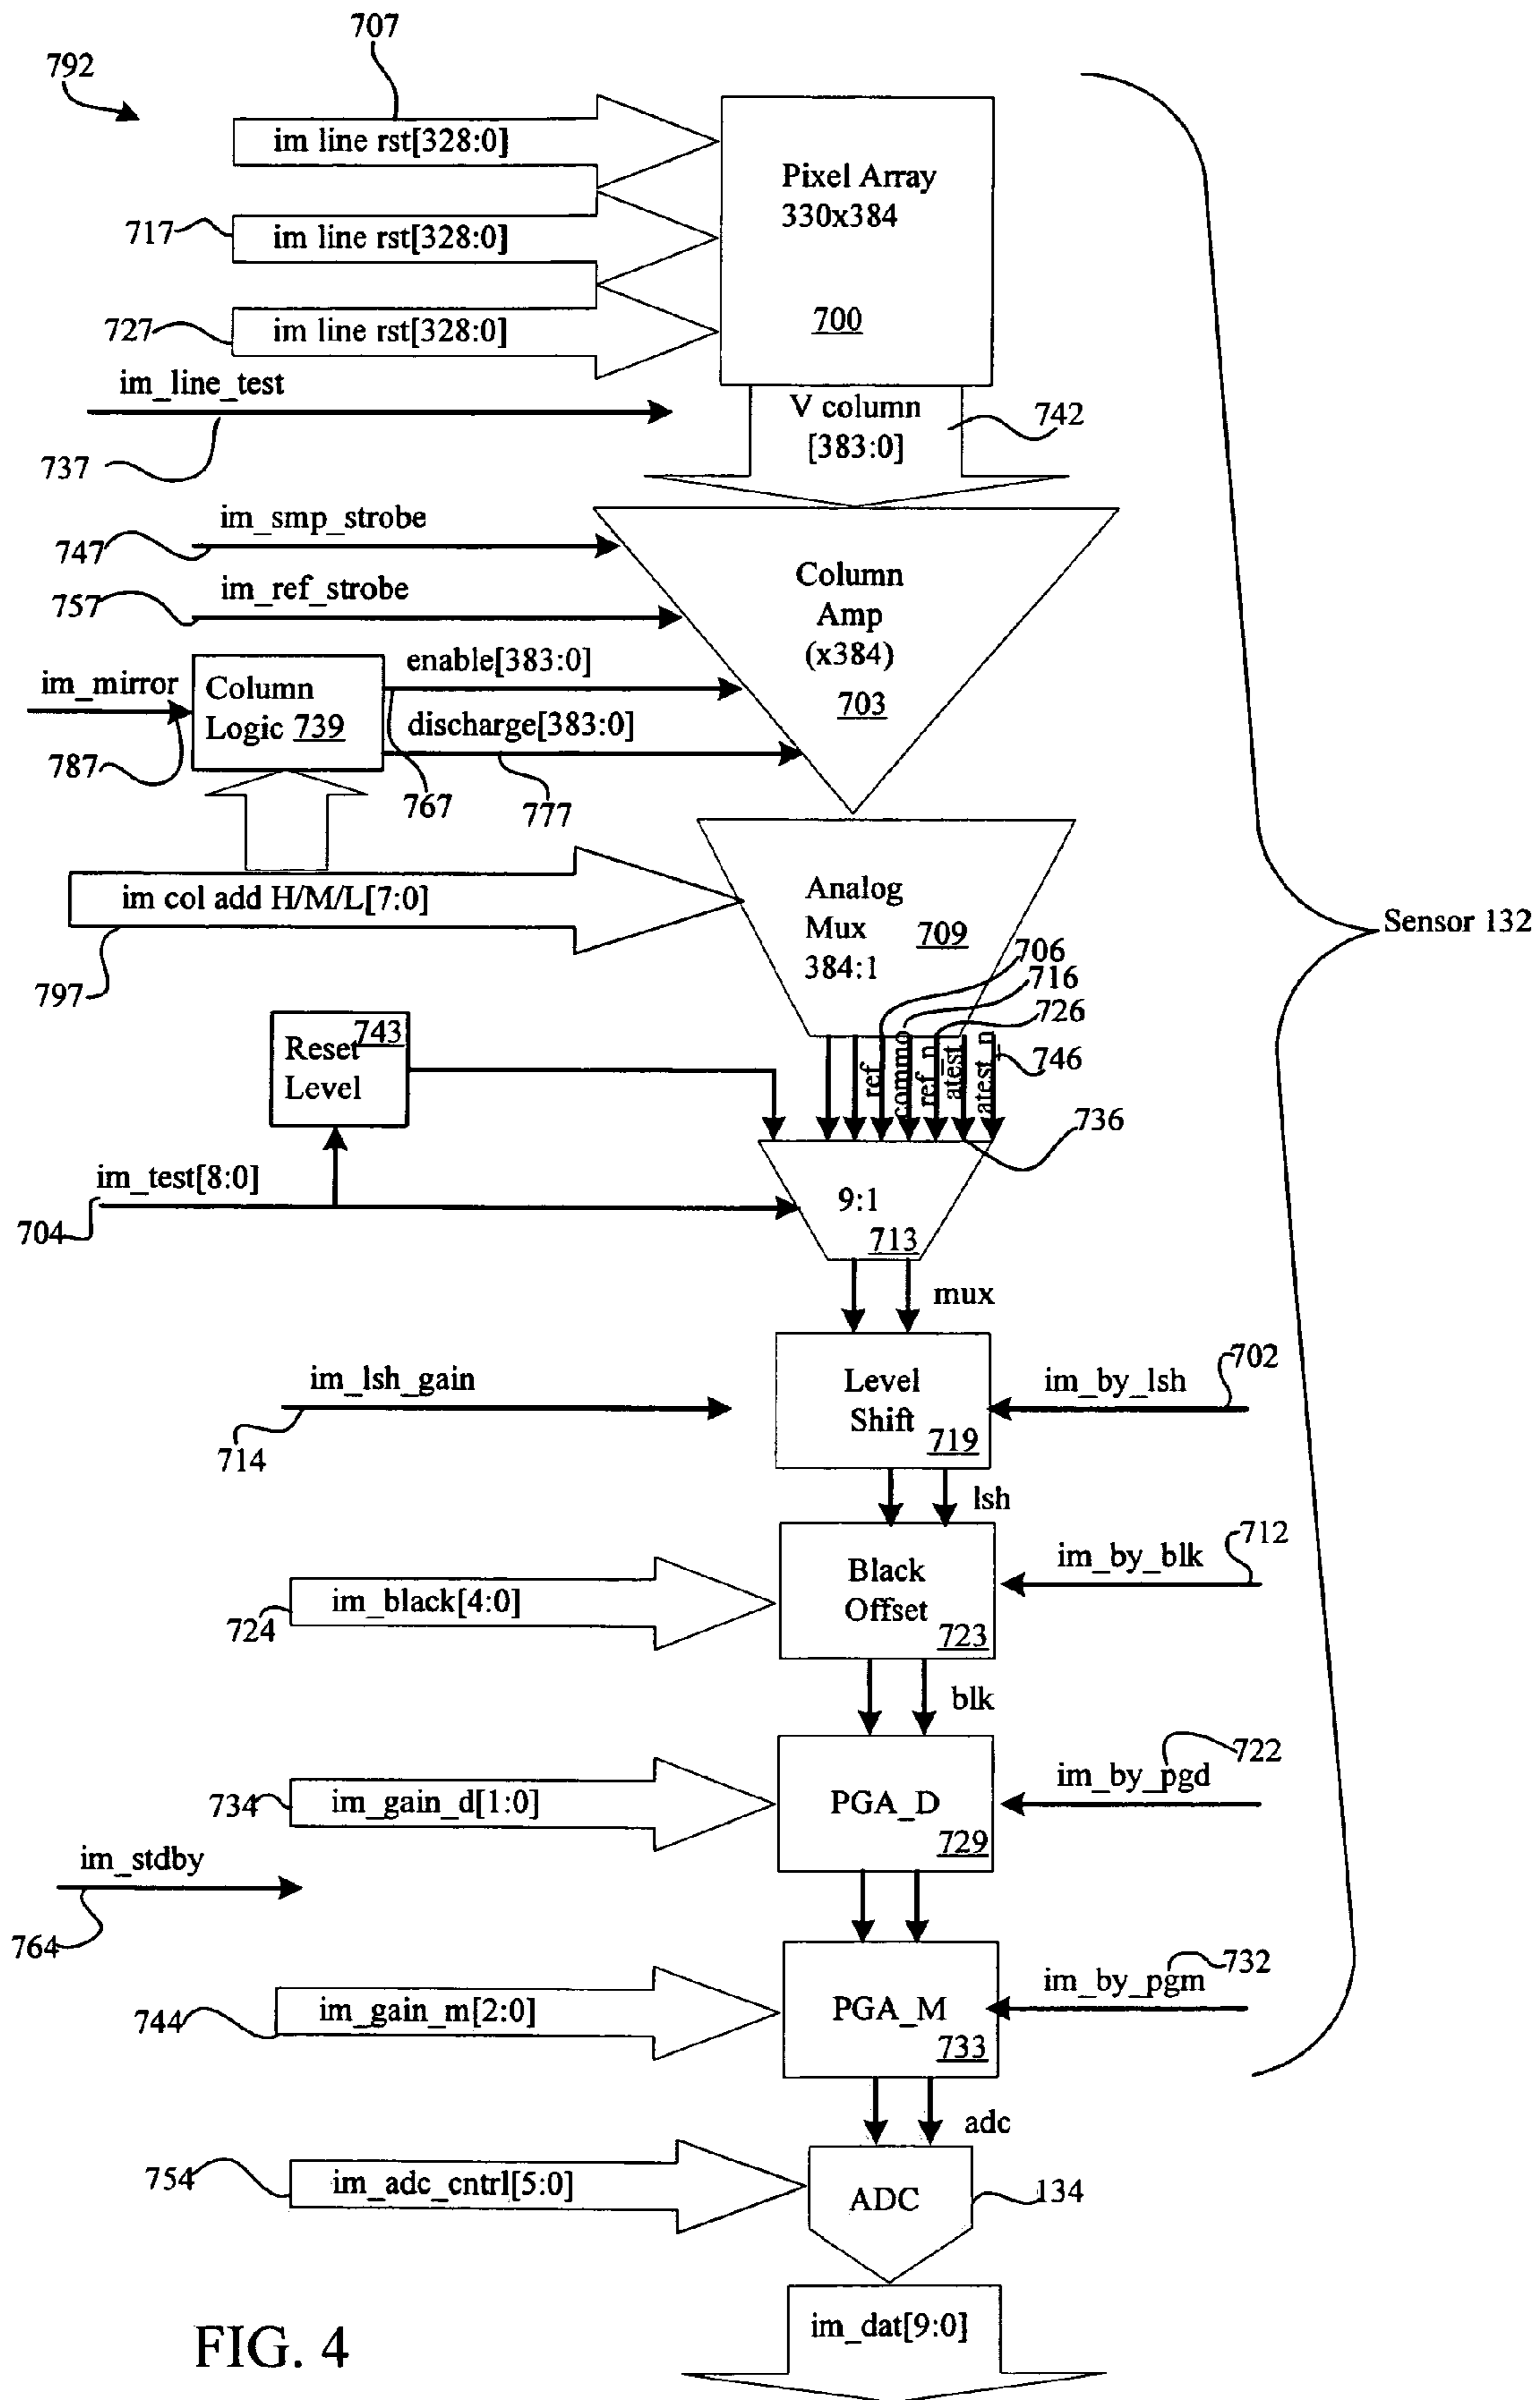 707
792
im line rst[328:0]
Pixel Array
330x384
717
im line rst[328:0]
727
im line rst[328:0]
700
im_line_test
737
V column
[383:0]
742
im_smp_strobe
747
im_ref_strobe
757
Column
Amp
(x384)
703
im_mirror
787
Column
Logic 739
enable[383:0]
discharge[383:0]
767
777
im col add H/M/L[7:0]
797
Analog
Mux
384:1
709
706
716
726
746
736
Sensor 132
Reset
Level
743
ref
commo
ref_n
atest
atest_n
im_test[8:0]
704
9:1
713
mux
im_lsh_gain
714
Level
Shift
719
im_by_lsh
702
lsh
im_black[4:0]
724
Black
Offset
723
im_by_blk
712
blk
im_gain_d[1:0]
734
PGA_D
729
im_by_pgd
722
im_stdby
764
im_gain_m[2:0]
744
PGA_M
733
im_by_pgm
732
adc
im_adc_cntrl[5:0]
754
ADC
134
im_dat[9:0]
FIG. 4